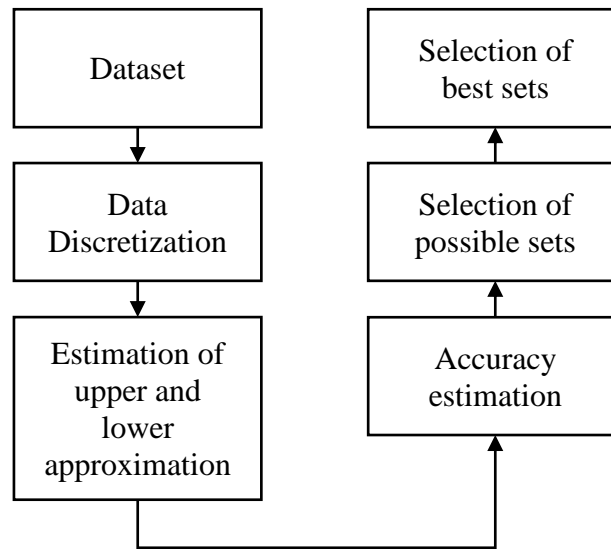 Dataset
Data
Discretization
Estimation of
upper and
lower
approximation
Accuracy
estimation
Selection of
possible sets
Selection of
best sets